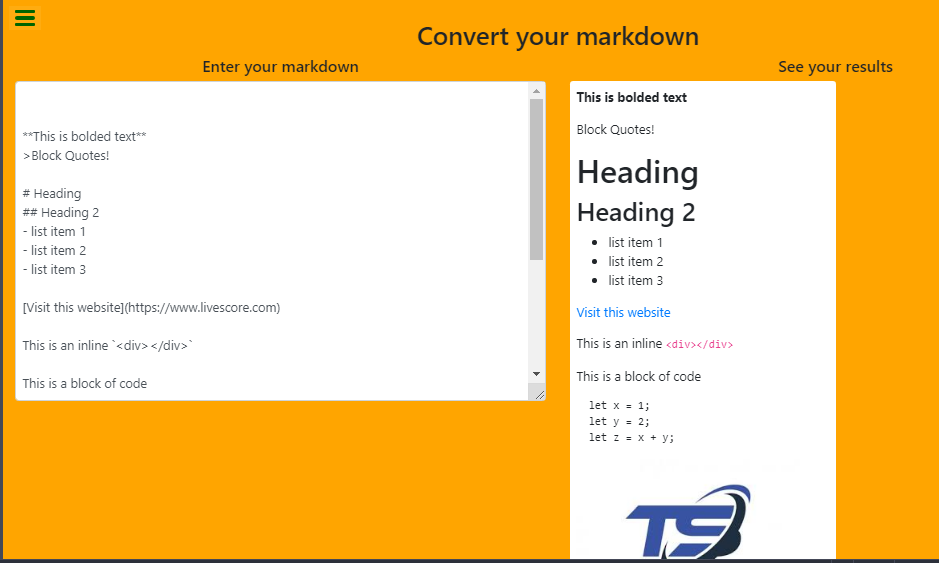 Convert your markdown
Enter your markdown
**This is bolded text**
>Block Quotes!
# Heading
## Heading 2
- list item 1
- list item 2
- list item 3
[Visit this website](https://www.livescore.com)
This is an inline `<div></div>`
This is a block of code
See your results
This is bolded text
Block Quotes!
Heading
Heading 2
• list item 1
• list item 2
• list item 3
Visit this website
This is an inline <div></div>
This is a block of code
let x = 1;
let y = 2;
let z = x + y;
TSB